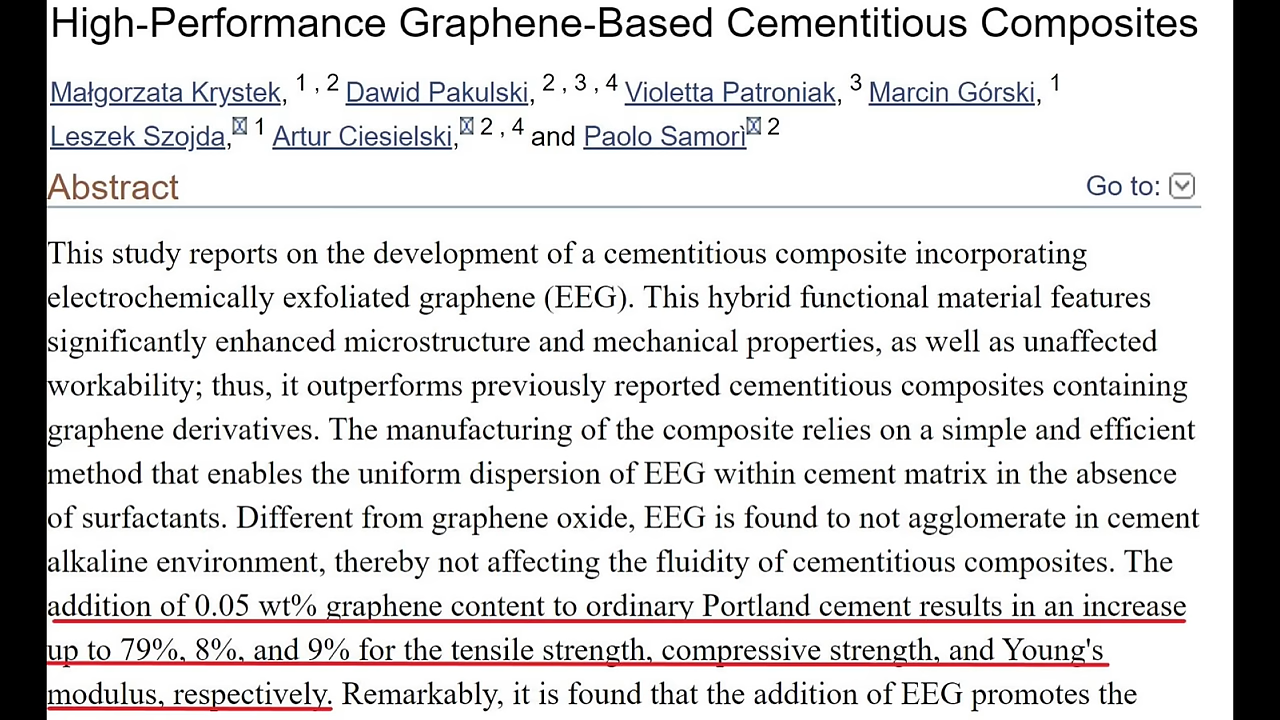 High-Performance Graphene-Based Cementitious Composites
Małgorzata Krystek, 1 , 2 Dawid Pakulski, 2 , 3 , 4 Violetta Patroniak, 3 Marcin Górski, 1
Leszek Szojda, 1 Artur Ciesielski, 2 , 4 and Paolo Samorì 2
Abstract
Go to:
This study reports on the development of a cementitious composite incorporating
electrochemically exfoliated graphene (EEG). This hybrid functional material features
significantly enhanced microstructure and mechanical properties, as well as unaffected
workability; thus, it outperforms previously reported cementitious composites containing
graphene derivatives. The manufacturing of the composite relies on a simple and efficient
method that enables the uniform dispersion of EEG within cement matrix in the absence
of surfactants. Different from graphene oxide, EEG is found to not agglomerate in cement
alkaline environment, thereby not affecting the fluidity of cementitious composites. The
addition of 0.05 wt% graphene content to ordinary Portland cement results in an increase
up to 79%, 8%, and 9% for the tensile strength, compressive strength, and Young's
modulus, respectively. Remarkably, it is found that the addition of EEG promotes the